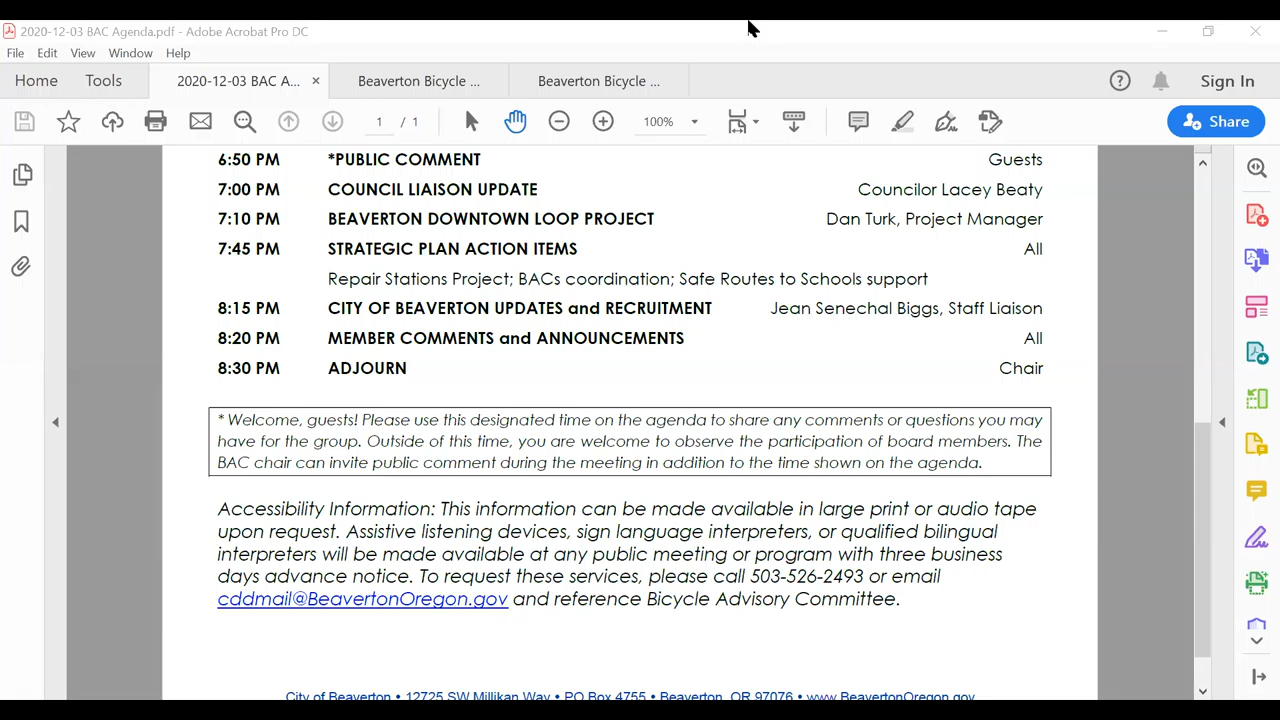 2020-12-03 BAC Agenda.pdf - Adobe Acrobat Pro DC
File Edit View Window Help
Home Tools 2020-12-03 BAC A... × Beaverton Bicycle ... Beaverton Bicycle ... Sign In
1 / 1 100% Share
6:50 PM *PUBLIC COMMENT Guests
7:00 PM COUNCIL LIAISON UPDATE Councilor Lacey Beaty
7:10 PM BEAVERTON DOWNTOWN LOOP PROJECT Dan Turk, Project Manager
7:45 PM STRATEGIC PLAN ACTION ITEMS All
Repair Stations Project; BACs coordination; Safe Routes to Schools support
8:15 PM CITY OF BEAVERTON UPDATES and RECRUITMENT Jean Senechal Biggs, Staff Liaison
8:20 PM MEMBER COMMENTS and ANNOUNCEMENTS All
8:30 PM ADJOURN Chair
* Welcome, guests! Please use this designated time on the agenda to share any comments or questions you may
have for the group. Outside of this time, you are welcome to observe the participation of board members. The
BAC chair can invite public comment during the meeting in addition to the time shown on the agenda.
Accessibility Information: This information can be made available in large print or audio tape
upon request. Assistive listening devices, sign language interpreters, or qualified bilingual
interpreters will be made available at any public meeting or program with three business
days advance notice. To request these services, please call 503-526-2493 or email
cddmail@BeavertonOregon.gov and reference Bicycle Advisory Committee.
City of Beaverton • 12725 SW Millikan Way • PO Box 4755 • Beaverton, OR 97076 • www.BeavertonOregon.gov